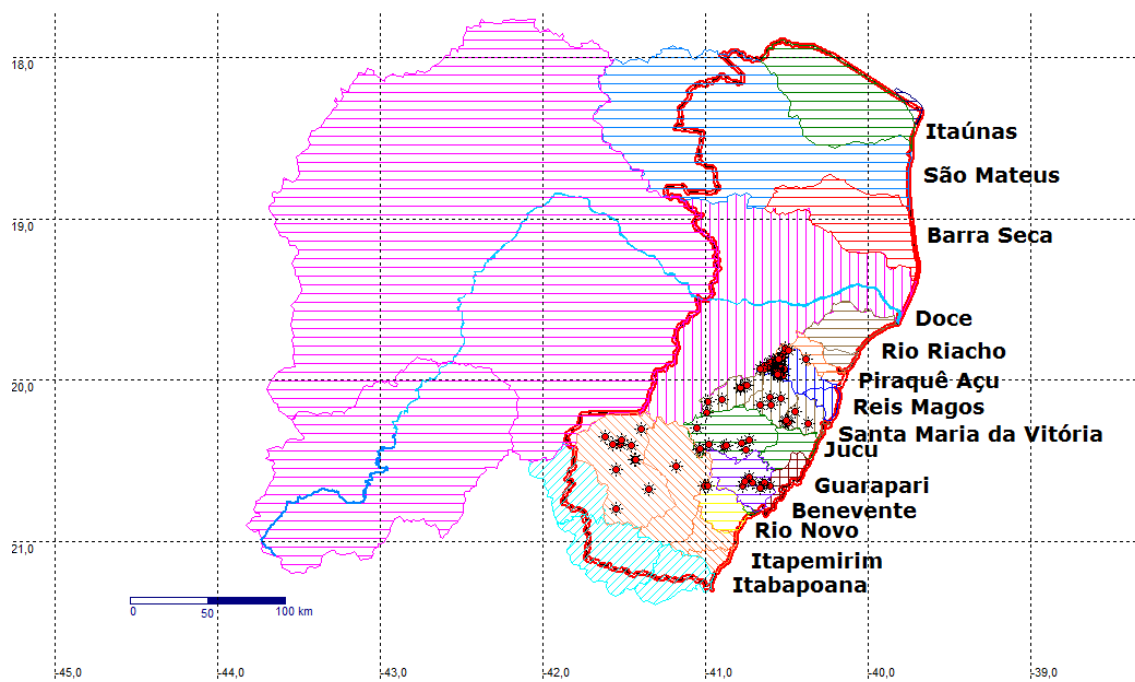 18,0
Itaúnas
São Mateus
19,0
Barra Seca
Doce
Rio Riacho
20,0
Piraquê Açu
Reis Magos
Santa Maria da Vitória
Jucu
Guarapari
Benevente
Rio Novo
21,0
Itapemirim
Itabapoana
0 50 100 km
-45,0 -44,0 -43,0 -42,0 -41,0 -40,0 -39,0